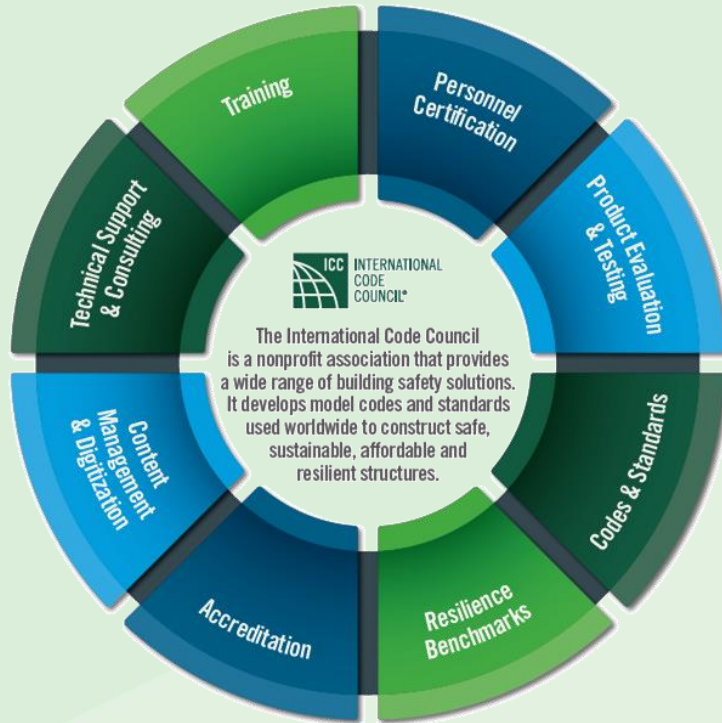 Training
Personnel
Certification
Product Evaluation
& Testing
Codes & Standards
Resilience
Benchmarks
Accreditation
Content
Management
& Digitization
Technical Support
& Consulting
ICC
INTERNATIONAL
CODE
COUNCIL®
The International Code Council
is a nonprofit association that provides
a wide range of building safety solutions.
It develops model codes and standards
used worldwide to construct safe,
sustainable, affordable and
resilient structures.